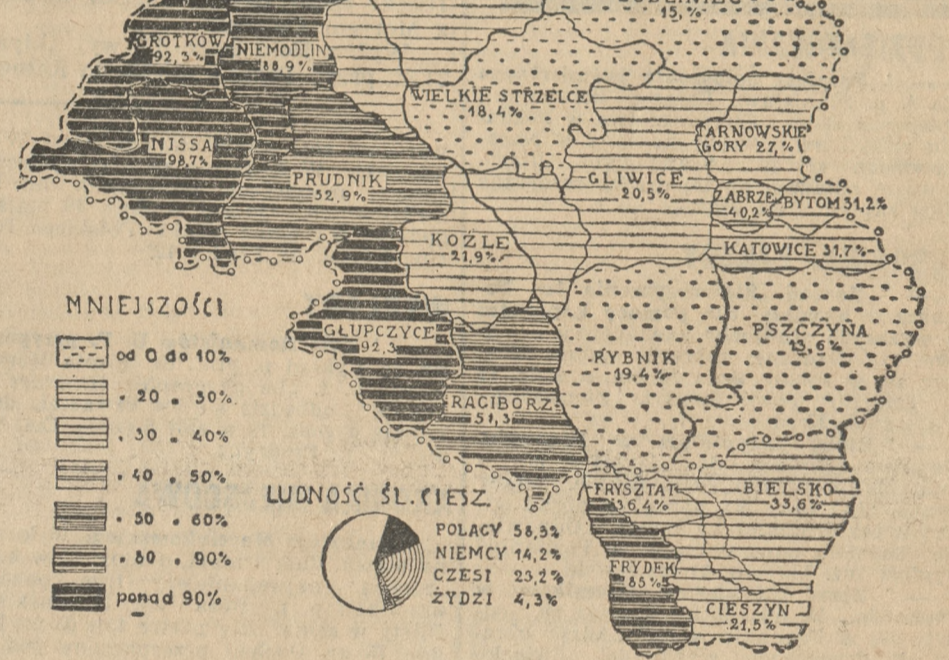 15,%
GROTKÓW
92,3%
NIEMODLIN
88,9%
WIELKIE STRZELCE
18,4%
TARNOWSKIE
GÓRY 27,%
NISSA
98,7%
PRUDNIK
52,9%
GLIWICE
20,5%
ZABRZE
40,2%
BYTOM 31,2%
KATOWICE 31,7%
KOŹLE
21,9%
MNIEJSZOŚCI
od 0 do 10%
. 20 . 30%
. 30 . 40%
. 40 . 50%
. 50 . 60%
. 80 . 90%
ponad 90%
GŁUPCZYCE
92,3
PSZCZYNA
13,6%
RYBNIK
19,4%
RACIBORZ
51,3
LUDNOŚĆ ŚL. CIESZ.
POLACY 58,3%
NIEMCY 14,2%
CZESI 23,2%
ŻYDZI 4,3%
FRYSZTAT
36,4%
BIELSKO
33,6%
FRYDEK
85%
CIESZYN
21,5%